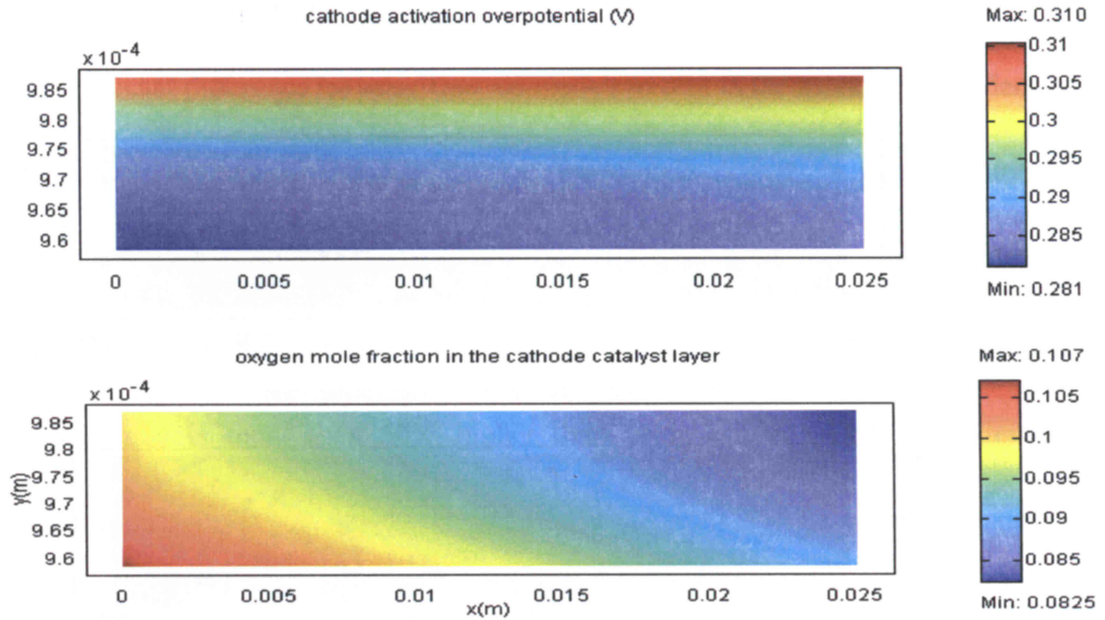 cathode activation overpotential (V)
Max: 0.310
x 10-4
9.85
9.8
9.75
9.7
9.65
9.6
0 0.005 0.01 0.015 0.02 0.025
0.31
0.305
0.3
0.295
0.29
0.285
Min: 0.281
oxygen mole fraction in the cathode catalyst layer
Max: 0.107
x 10-4
y(m)
9.85
9.8
9.75
9.7
9.65
9.6
0 0.005 0.01 0.015 0.02 0.025
x(m)
0.105
0.1
0.095
0.09
0.085
Min: 0.0825